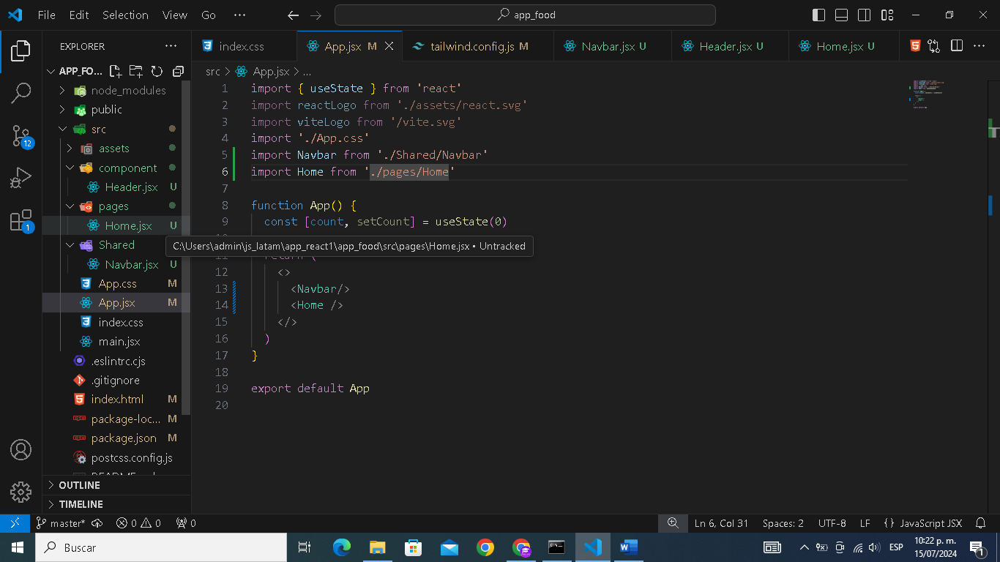 File Edit Selection View Go ··· app_food
EXPLORER ···
index.css App.jsx M tailwind.config.js M Navbar.jsx U Header.jsx U Home.jsx U ···
APP_FO...
src > App.jsx > ...
node_modules
public
src
assets
component
Header.jsx U
pages
Home.jsx U
Shared
Navbar.jsx U
App.css M
App.jsx M
index.css
main.jsx
.eslintrc.cjs
.gitignore
index.html M
package-loc... M
package.json M
postcss.config.js
OUTLINE
TIMELINE
12
1
1 import { useState } from 'react'
2 import reactLogo from './assets/react.svg'
3 import viteLogo from '/vite.svg'
4 import './App.css'
5 import Navbar from './Shared/Navbar'
6 import Home from './pages/Home'
7
8 function App() {
9 const [count, setCount] = useState(0)
C:\Users\admin\js_latam\app_react1\app_food\src\pages\Home.jsx • Untracked
12 <>
13 <Navbar/>
14 <Home />
15 </>
16 )
17 }
18
19 export default App
20
master* 0 0 0 Ln 6, Col 31 Spaces: 2 UTF-8 LF {} JavaScript JSX
Buscar ESP 10:22 p. m.
15/07/2024
1